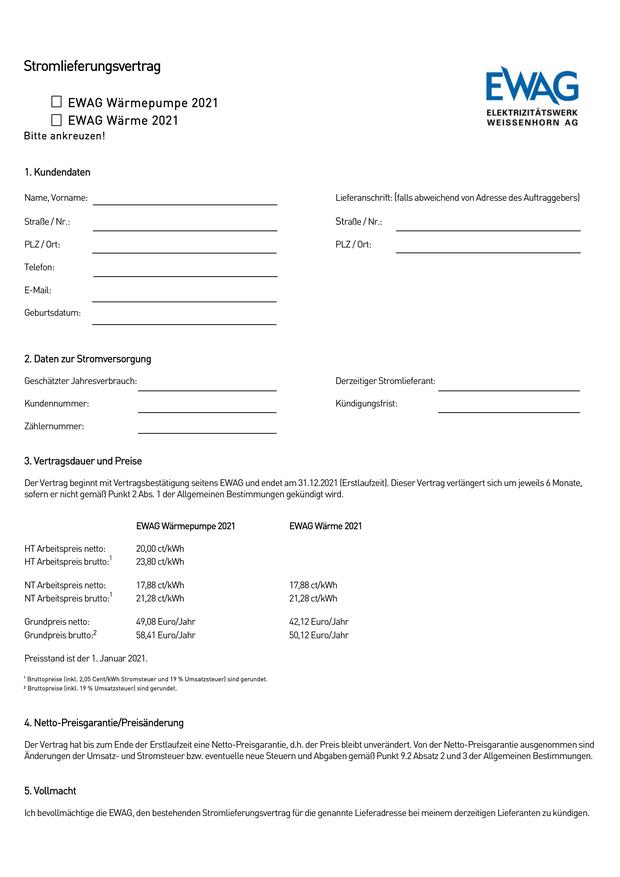 Stromlieferungsvertrag
EWAG
ELEKTRIZITÄTSWERK
WEISSENHORN AG
☐ EWAG Wärmepumpe 2021
☐ EWAG Wärme 2021
Bitte ankreuzen!
1. Kundendaten
Name, Vorname:
Lieferanschrift: (falls abweichend von Adresse des Auftraggebers)
Straße / Nr.:
Straße / Nr.:
PLZ / Ort:
PLZ / Ort:
Telefon:
E-Mail:
Geburtsdatum:
2. Daten zur Stromversorgung
Geschätzter Jahresverbrauch:
Derzeitiger Stromlieferant:
Kundennummer:
Kündigungsfrist:
Zählernummer:
3. Vertragsdauer und Preise
Der Vertrag beginnt mit Vertragsbestätigung seitens EWAG und endet am 31.12.2021 (Erstlaufzeit). Dieser Vertrag verlängert sich um jeweils 6 Monate,
sofern er nicht gemäß Punkt 2 Abs. 1 der Allgemeinen Bestimmungen gekündigt wird.
EWAG Wärmepumpe 2021 EWAG Wärme 2021
HT Arbeitspreis netto: 20,00 ct/kWh
HT Arbeitspreis brutto:¹ 23,80 ct/kWh
NT Arbeitspreis netto: 17,88 ct/kWh 17,88 ct/kWh
NT Arbeitspreis brutto:¹ 21,28 ct/kWh 21,28 ct/kWh
Grundpreis netto: 49,08 Euro/Jahr 42,12 Euro/Jahr
Grundpreis brutto:² 58,41 Euro/Jahr 50,12 Euro/Jahr
Preisstand ist der 1. Januar 2021.
¹ Bruttopreise (inkl. 2,05 Cent/kWh Stromsteuer und 19 % Umsatzsteuer) sind gerundet.
² Bruttopreise (inkl. 19 % Umsatzsteuer) sind gerundet.
4. Netto-Preisgarantie/Preisänderung
Der Vertrag hat bis zum Ende der Erstlaufzeit eine Netto-Preisgarantie, d.h. der Preis bleibt unverändert. Von der Netto-Preisgarantie ausgenommen sind
Änderungen der Umsatz- und Stromsteuer bzw. eventuelle neue Steuern und Abgaben gemäß Punkt 9.2 Absatz 2 und 3 der Allgemeinen Bestimmungen.
5. Vollmacht
Ich bevollmächtige die EWAG, den bestehenden Stromlieferungsvertrag für die genannte Lieferadresse bei meinem derzeitigen Lieferanten zu kündigen.